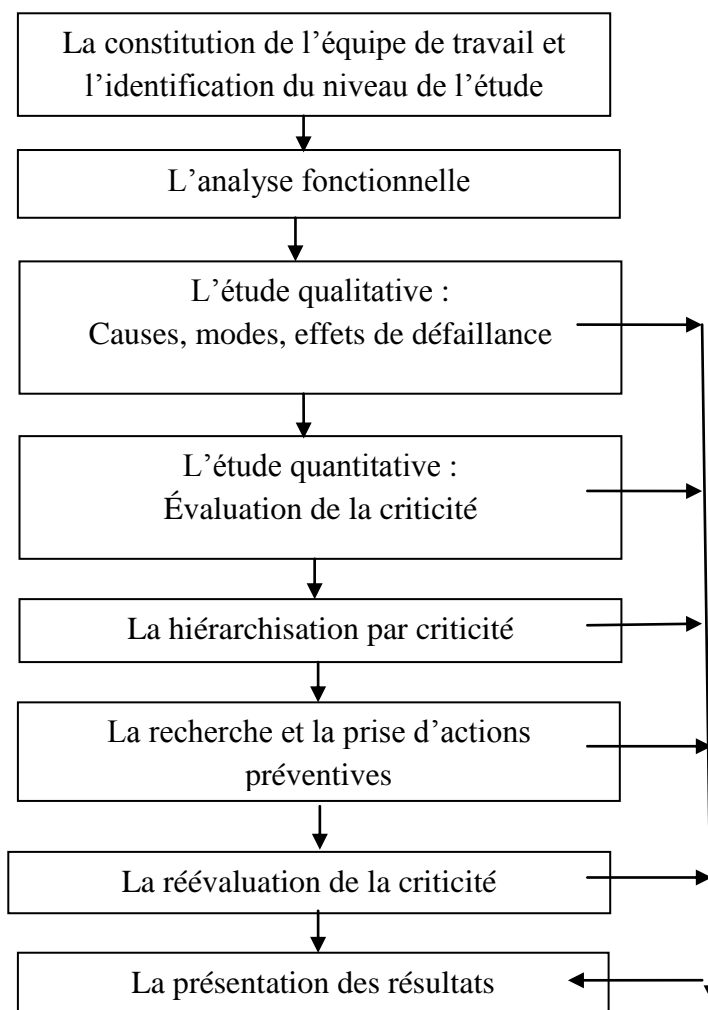 La constitution de l’équipe de travail et
l’identification du niveau de l’étude
L’analyse fonctionnelle
L’étude qualitative :
Causes, modes, effets de défaillance
L’étude quantitative :
Évaluation de la criticité
La hiérarchisation par criticité
La recherche et la prise d’actions
préventives
La réévaluation de la criticité
La présentation des résultats